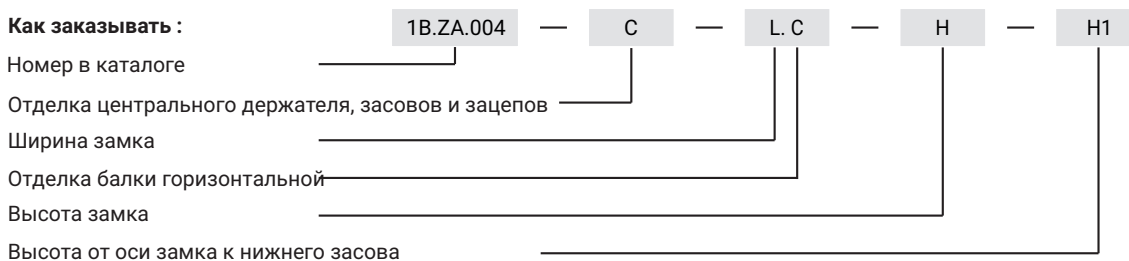 Как заказывать : 1B.ZA.004 — C — L. C — H — H1
Номер в каталоге
Отделка центрального держателя, засовов и зацепов
Ширина замка
Отделка балки горизонтальной
Высота замка
Высота от оси замка к нижнего засова